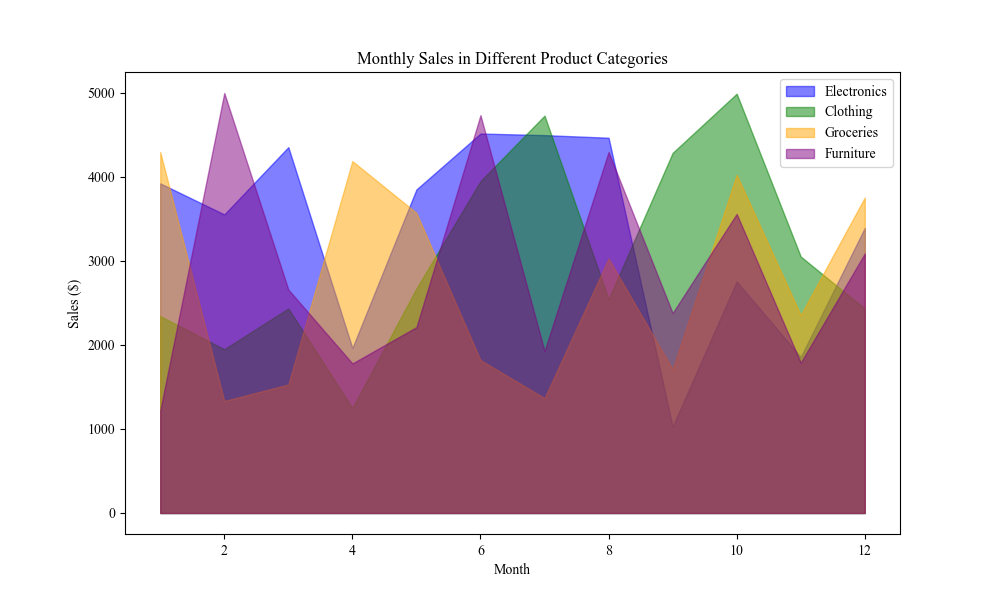 Monthly Sales in Different Product Categories
Electronics
Clothing
Groceries
Furniture
5000
4000
3000
2000
1000
0
Sales ($)
2 4 6 8 10 12
Month